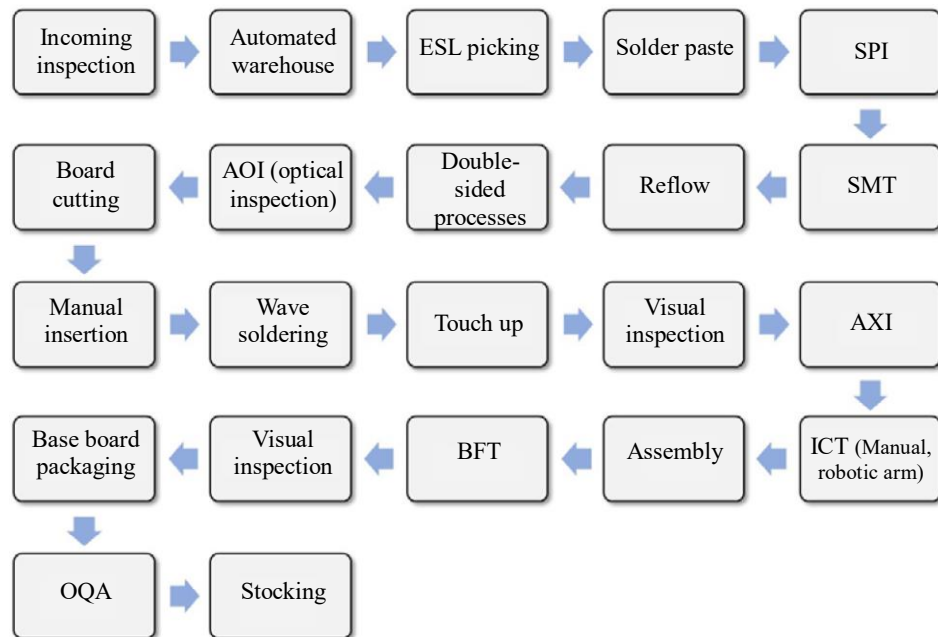 Incoming
inspection
Automated
warehouse
ESL picking
Solder paste
SPI
Board
cutting
AOI (optical
inspection)
Double-
sided
processes
Reflow
SMT
Manual
insertion
Wave
soldering
Touch up
Visual
inspection
AXI
Base board
packaging
Visual
inspection
BFT
Assembly
ICT (Manual,
robotic arm)
OQA
Stocking